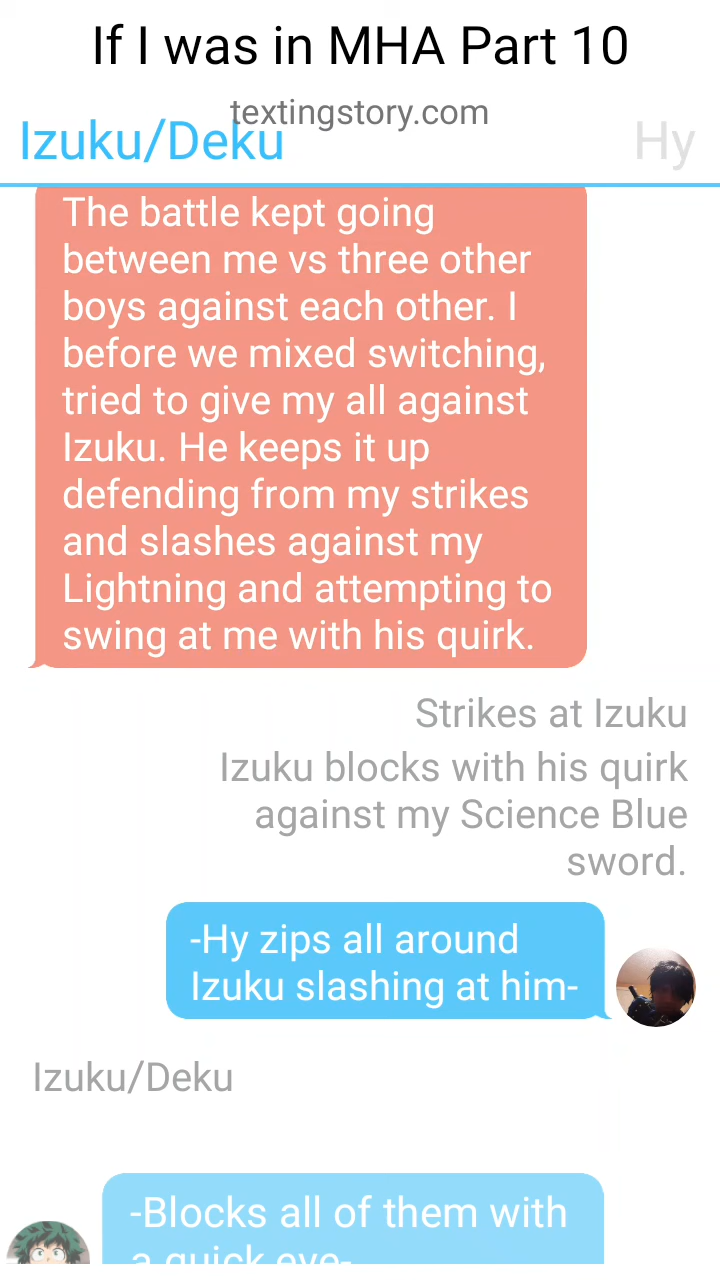 If I was in MHA Part 10
textingstory.com
Izuku/Deku
Hy
The battle kept going
between me vs three other
boys against each other. I
before we mixed switching,
tried to give my all against
Izuku. He keeps it up
defending from my strikes
and slashes against my
Lightning and attempting to
swing at me with his quirk.
Strikes at Izuku
Izuku blocks with his quirk
against my Science Blue
sword.
-Hy zips all around
Izuku slashing at him-
Izuku/Deku
-Blocks all of them with
a quick eye-